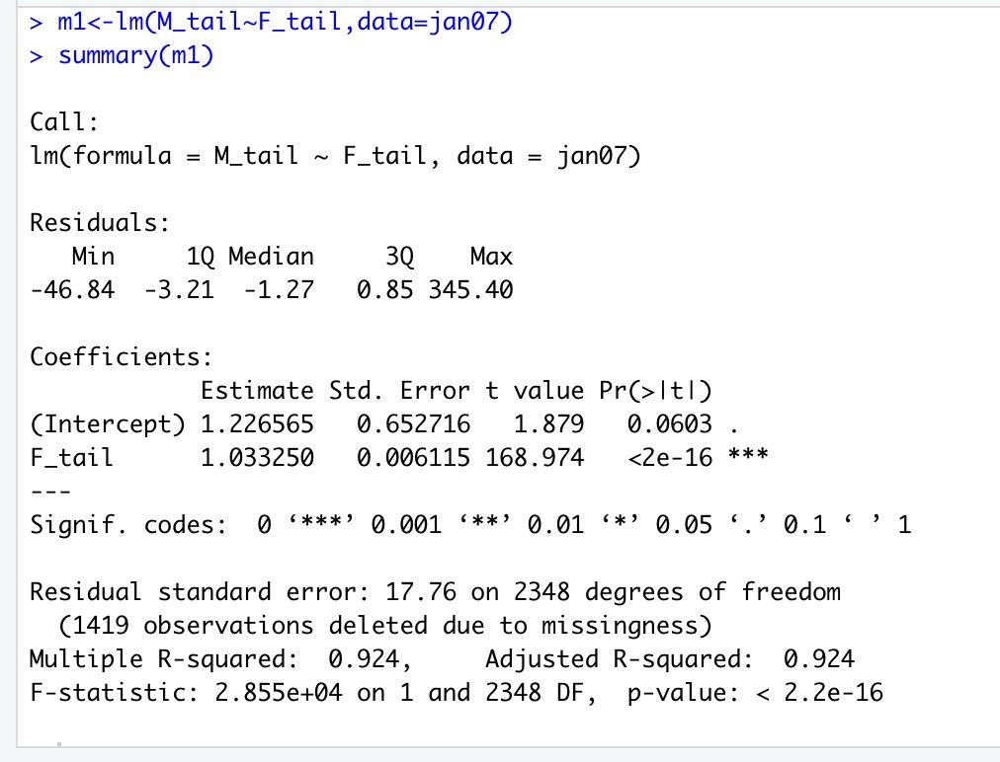 > m1<-lm(M_tail~F_tail,data=jan07)
> summary(m1)

Call:
lm(formula = M_tail ~ F_tail, data = jan07)

Residuals:
   Min     1Q Median     3Q    Max
-46.84  -3.21  -1.27   0.85 345.40

Coefficients:
            Estimate Std. Error t value Pr(>|t|)
(Intercept) 1.226565   0.652716   1.879   0.0603 .
F_tail      1.033250   0.006115 168.974   <2e-16 ***
---
Signif. codes:  0 ‘***’ 0.001 ‘**’ 0.01 ‘*’ 0.05 ‘.’ 0.1 ‘ ’ 1

Residual standard error: 17.76 on 2348 degrees of freedom
  (1419 observations deleted due to missingness)
Multiple R-squared:  0.924,	Adjusted R-squared:  0.924
F-statistic: 2.855e+04 on 1 and 2348 DF,  p-value: < 2.2e-16